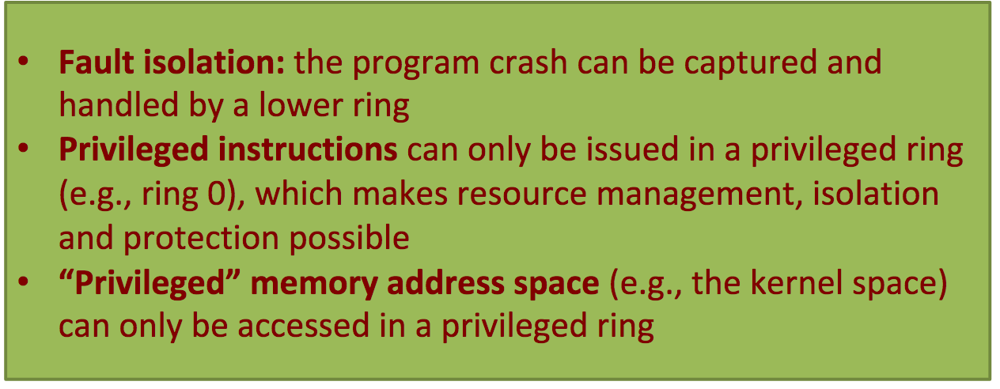 • Fault isolation: the program crash can be captured and
handled by a lower ring
• Privileged instructions can only be issued in a privileged ring
(e.g., ring 0), which makes resource management, isolation
and protection possible
• “Privileged” memory address space (e.g., the kernel space)
can only be accessed in a privileged ring